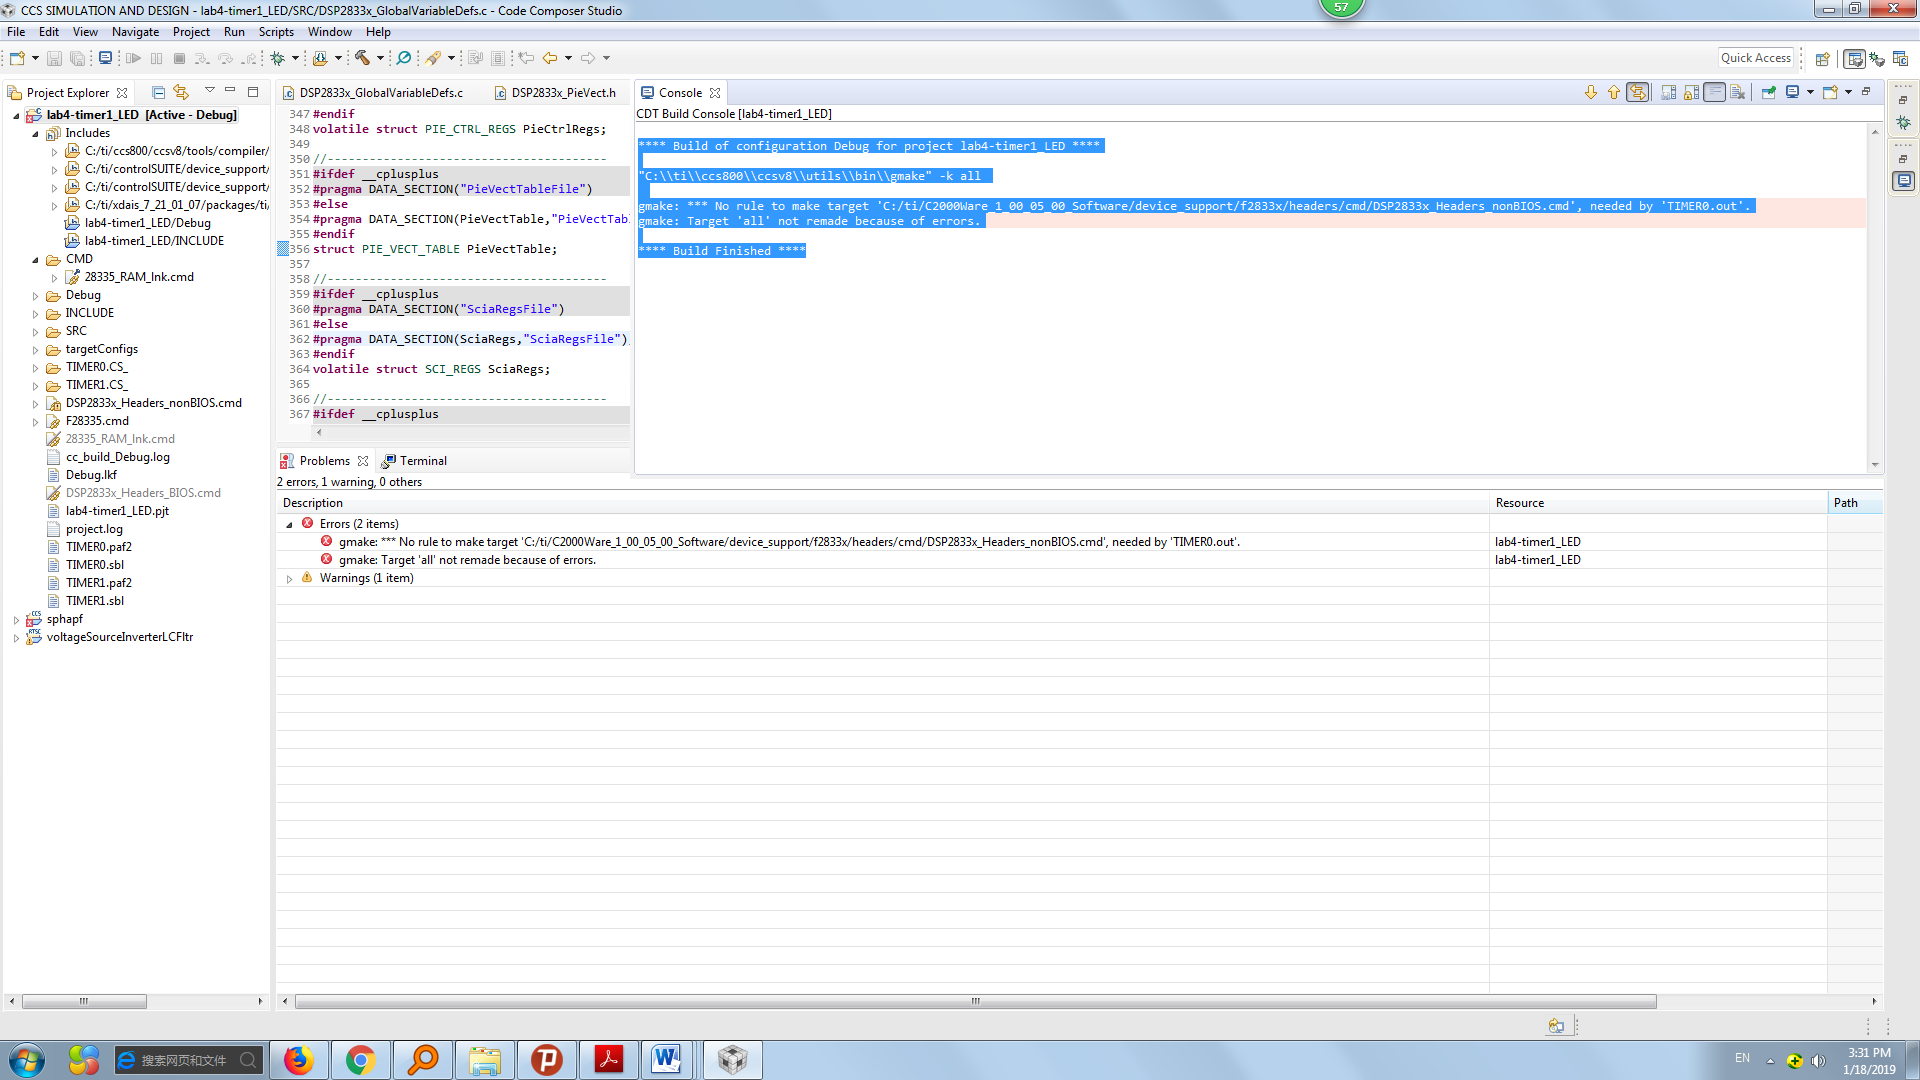 CCS SIMULATION AND DESIGN - lab4-timer1_LED/SRC/DSP2833x_GlobalVariableDefs.c - Code Composer Studio
57
File Edit View Navigate Project Run Scripts Window Help
Quick Access
Project Explorer
lab4-timer1_LED [Active - Debug]
Includes
C:/ti/ccs800/ccsv8/tools/compiler/
C:/ti/controlSUITE/device_support/
C:/ti/controlSUITE/device_support/
C:/ti/xdais_7_21_01_07/packages/ti/
lab4-timer1_LED/Debug
lab4-timer1_LED/INCLUDE
CMD
28335_RAM_lnk.cmd
Debug
INCLUDE
SRC
targetConfigs
TIMER0.CS_
TIMER1.CS_
DSP2833x_Headers_nonBIOS.cmd
F28335.cmd
28335_RAM_lnk.cmd
cc_build_Debug.log
Debug.lkf
DSP2833x_Headers_BIOS.cmd
lab4-timer1_LED.pjt
project.log
TIMER0.paf2
TIMER0.sbl
TIMER1.paf2
TIMER1.sbl
sphapf
voltageSourceInverterLCFltr
DSP2833x_GlobalVariableDefs.c DSP2833x_PieVect.h
347 #endif
348 volatile struct PIE_CTRL_REGS PieCtrlRegs;
349
350 //----------------------------------------
351 #ifdef __cplusplus
352 #pragma DATA_SECTION("PieVectTableFile")
353 #else
354 #pragma DATA_SECTION(PieVectTable,"PieVectTab
355 #endif
356 struct PIE_VECT_TABLE PieVectTable;
357
358 //----------------------------------------
359 #ifdef __cplusplus
360 #pragma DATA_SECTION("SciaRegsFile")
361 #else
362 #pragma DATA_SECTION(SciaRegs,"SciaRegsFile")
363 #endif
364 volatile struct SCI_REGS SciaRegs;
365
366 //----------------------------------------
367 #ifdef __cplusplus
Console
CDT Build Console [lab4-timer1_LED]
**** Build of configuration Debug for project lab4-timer1_LED ****
"C:\\ti\\ccs800\\ccsv8\\utils\\bin\\gmake" -k all
gmake: *** No rule to make target 'C:/ti/C2000Ware_1_00_05_00_Software/device_support/f2833x/headers/cmd/DSP2833x_Headers_nonBIOS.cmd', needed by 'TIMER0.out'.
gmake: Target 'all' not remade because of errors.
**** Build Finished ****
Problems Terminal
2 errors, 1 warning, 0 others
Description Resource Path
Errors (2 items)
gmake: *** No rule to make target 'C:/ti/C2000Ware_1_00_05_00_Software/device_support/f2833x/headers/cmd/DSP2833x_Headers_nonBIOS.cmd', needed by 'TIMER0.out'. lab4-timer1_LED
gmake: Target 'all' not remade because of errors. lab4-timer1_LED
Warnings (1 item)
搜索网页和文件
EN
3:31 PM
1/18/2019